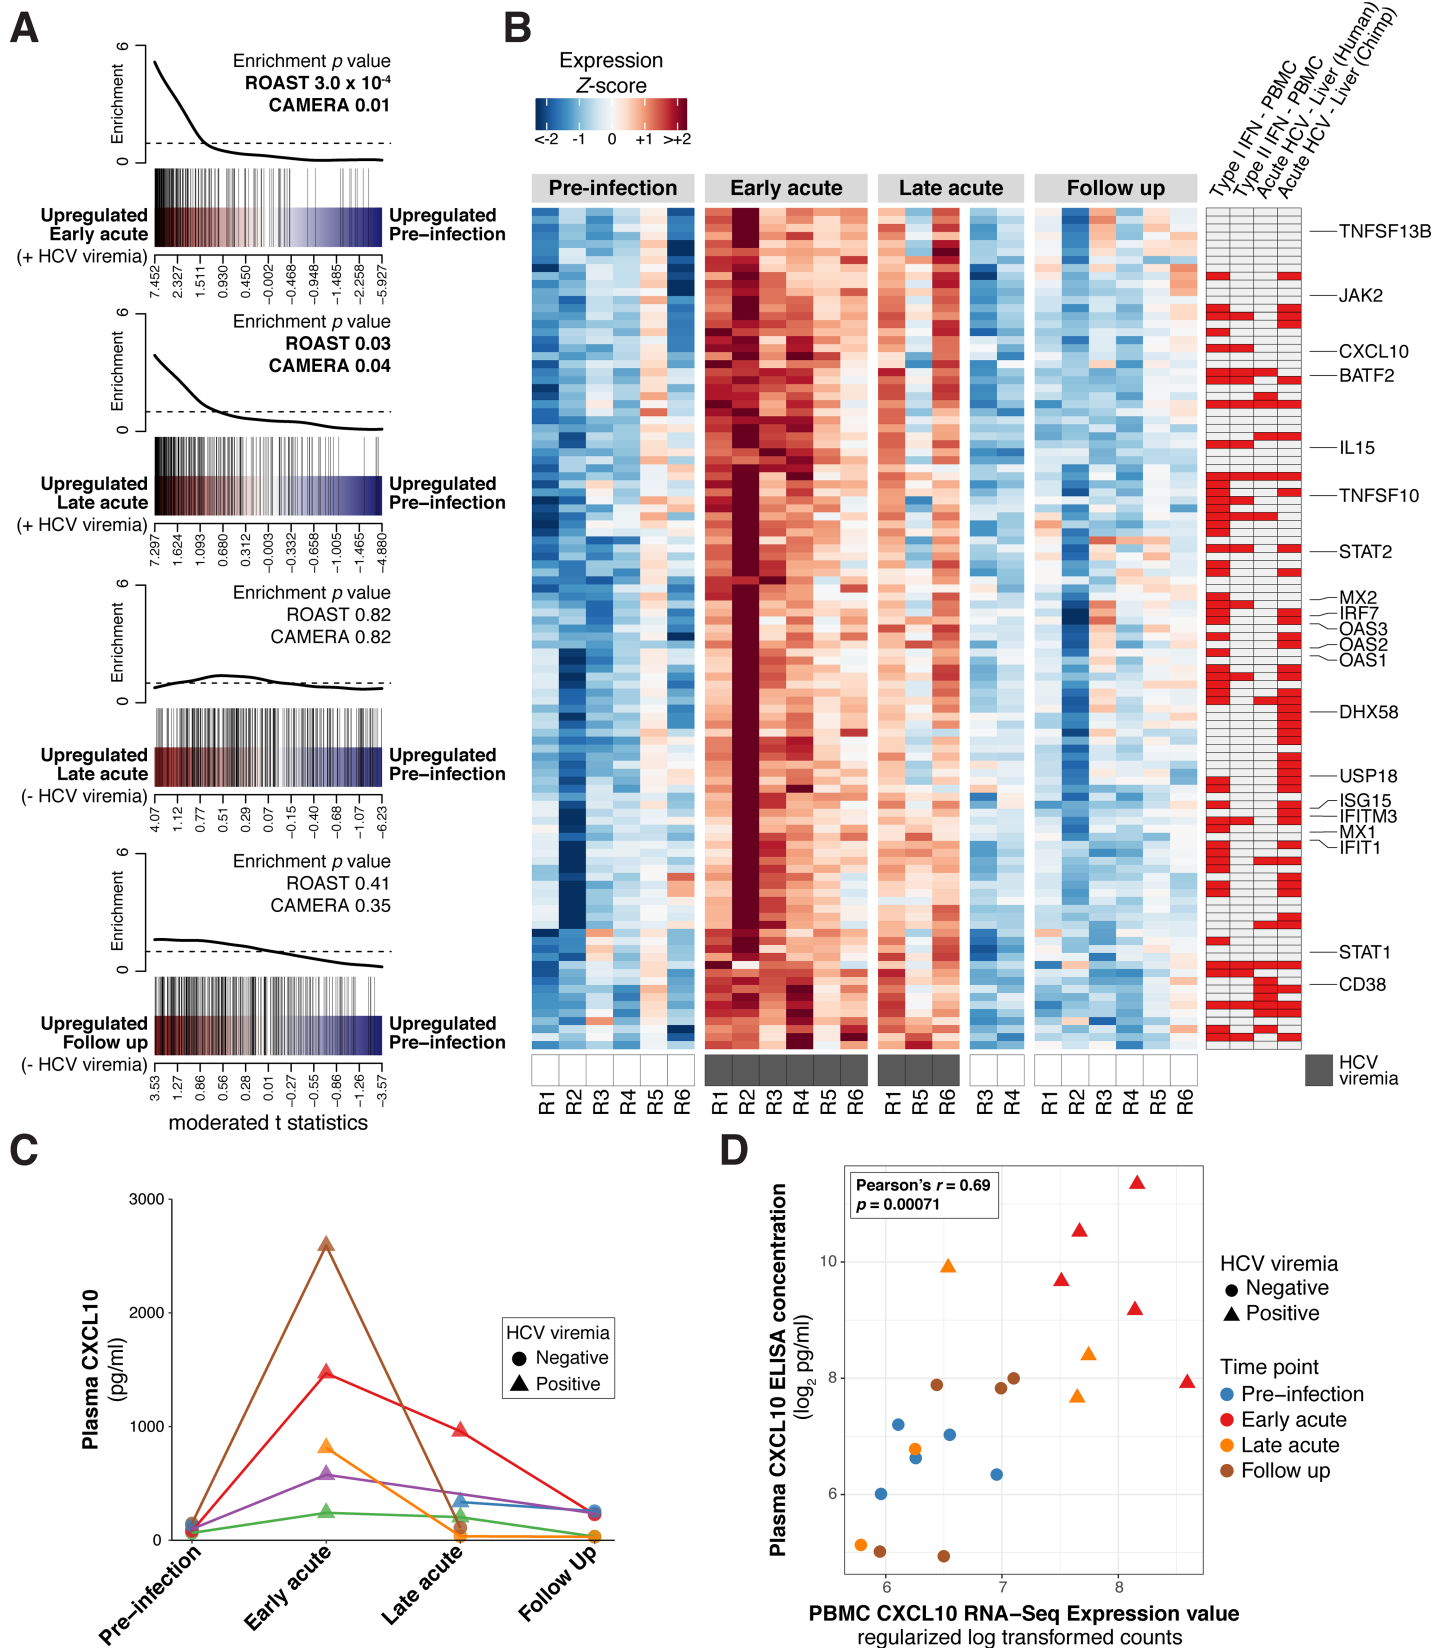 A
6
Enrichment
0
Enrichment p value
ROAST 3.0 x 10-4
CAMERA 0.01
Upregulated
Early acute
(+ HCV viremia)
Upregulated
Pre−infection
7.452
2.327
1.511
0.930
0.450
−0.002
−0.468
−0.948
−1.485
−2.258
−5.927
6
Enrichment
0
Enrichment p value
ROAST 0.03
CAMERA 0.04
Upregulated
Late acute
(+ HCV viremia)
Upregulated
Pre−infection
7.297
1.624
1.093
0.680
0.312
−0.003
−0.332
−0.658
−1.005
−1.465
−4.880
6
Enrichment
0
Enrichment p value
ROAST 0.82
CAMERA 0.82
Upregulated
Late acute
(- HCV viremia)
Upregulated
Pre−infection
4.07
1.12
0.77
0.51
0.29
0.07
−0.15
−0.40
−0.68
−1.07
−6.23
6
Enrichment
0
Enrichment p value
ROAST 0.41
CAMERA 0.35
Upregulated
Follow up
(- HCV viremia)
Upregulated
Pre−infection
3.53
1.27
0.86
0.56
0.28
0.01
−0.27
−0.55
−0.86
−1.26
−3.57
moderated t statistics
B
Expression
Z-score
<-2 -1 0 +1 >+2
Pre-infection
Early acute
Late acute
Follow up
Type I IFN - PBMC
Type II IFN - PBMC
Acute HCV - Liver (Human)
Acute HCV - Liver (Chimp)
TNFSF13B
JAK2
CXCL10
BATF2
IL15
TNFSF10
STAT2
MX2
IRF7
OAS3
OAS2
OAS1
DHX58
USP18
ISG15
IFITM3
MX1
IFIT1
STAT1
CD38
HCV
viremia
R1 R2 R3 R4 R5 R6
R1 R2 R3 R4 R5 R6
R1 R5 R6
R3 R4
R1 R2 R3 R4 R5 R6
C
Plasma CXCL10
(pg/ml)
3000
2000
1000
0
HCV viremia
Negative
Positive
Pre−infection
Early acute
Late acute
Follow Up
D
Plasma CXCL10 ELISA concentration
(log2 pg/ml)
Pearson's r = 0.69
p = 0.00071
10
8
6
6 7 8
PBMC CXCL10 RNA−Seq Expression value
regularized log transformed counts
HCV viremia
Negative
Positive
Time point
Pre−infection
Early acute
Late acute
Follow up